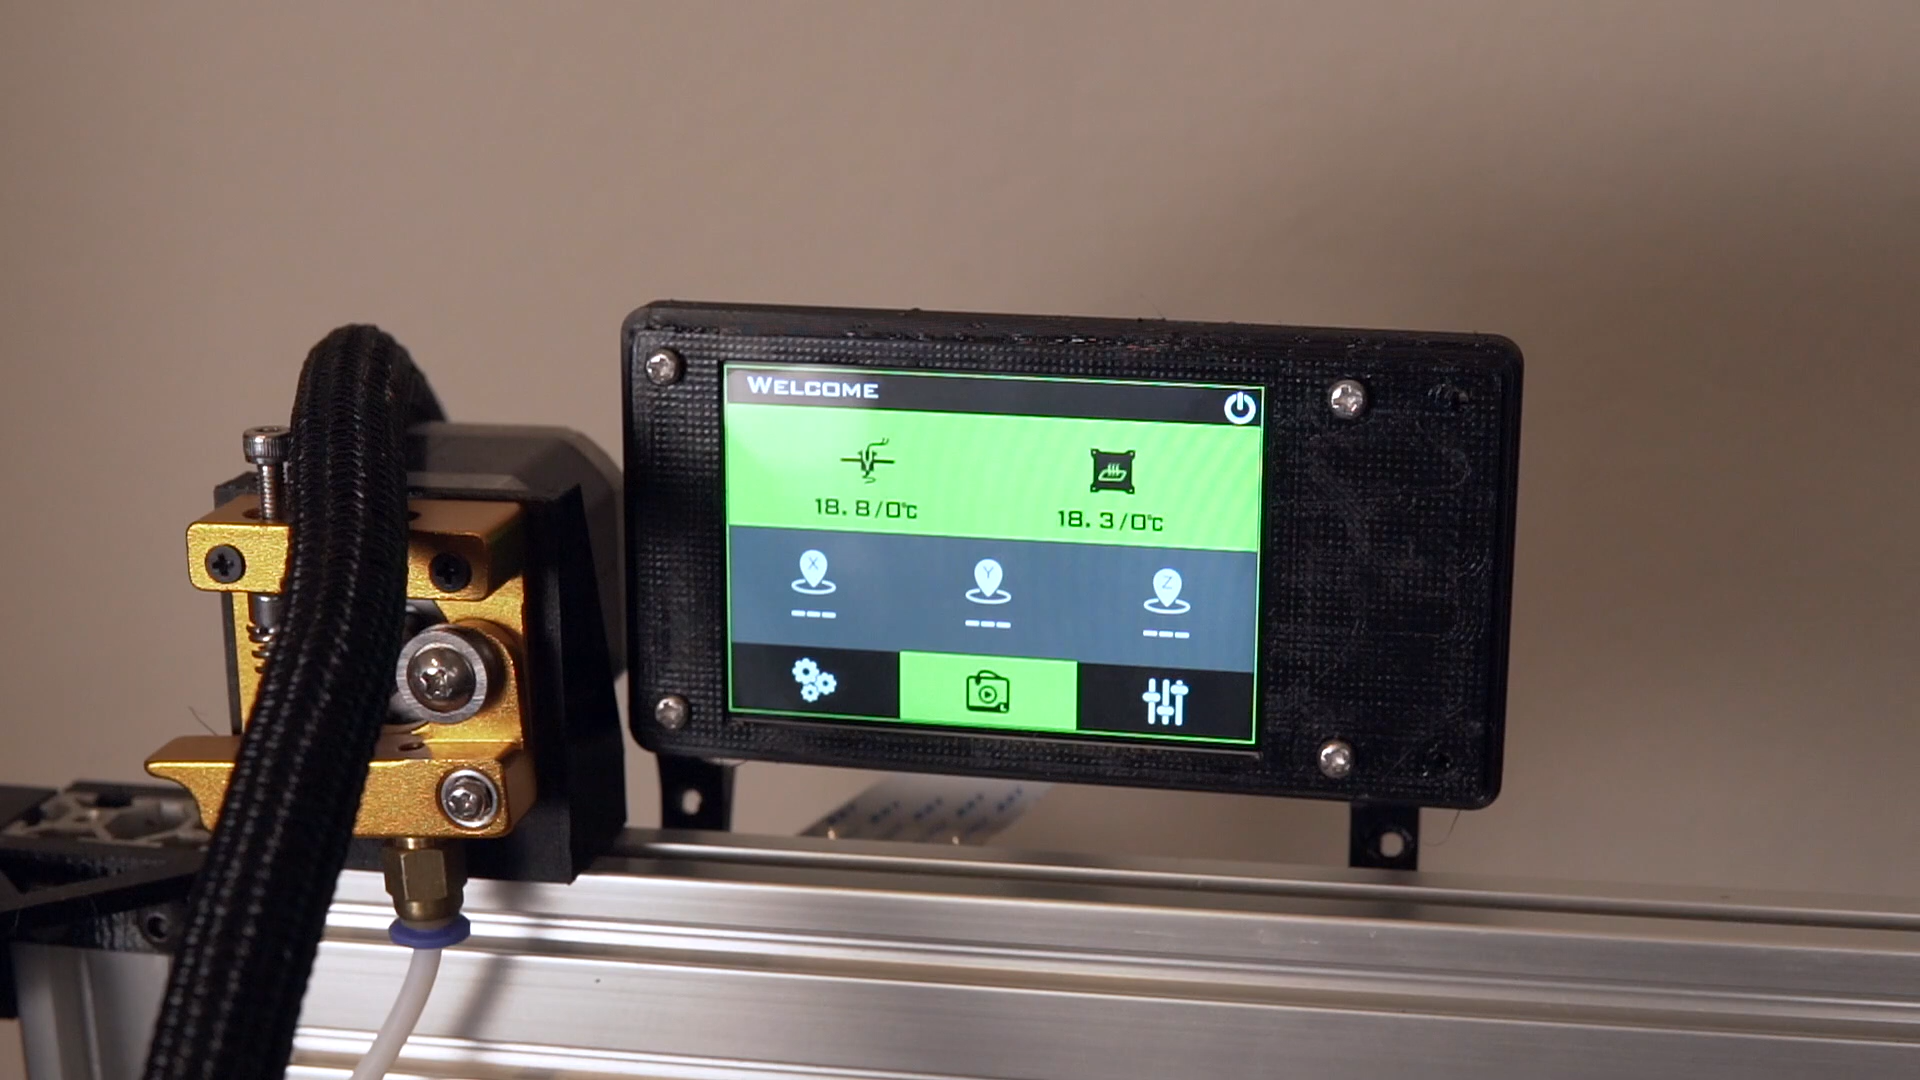 WELCOME
18.8/0℃ 18.3/0℃
X Y Z
--- --- ---